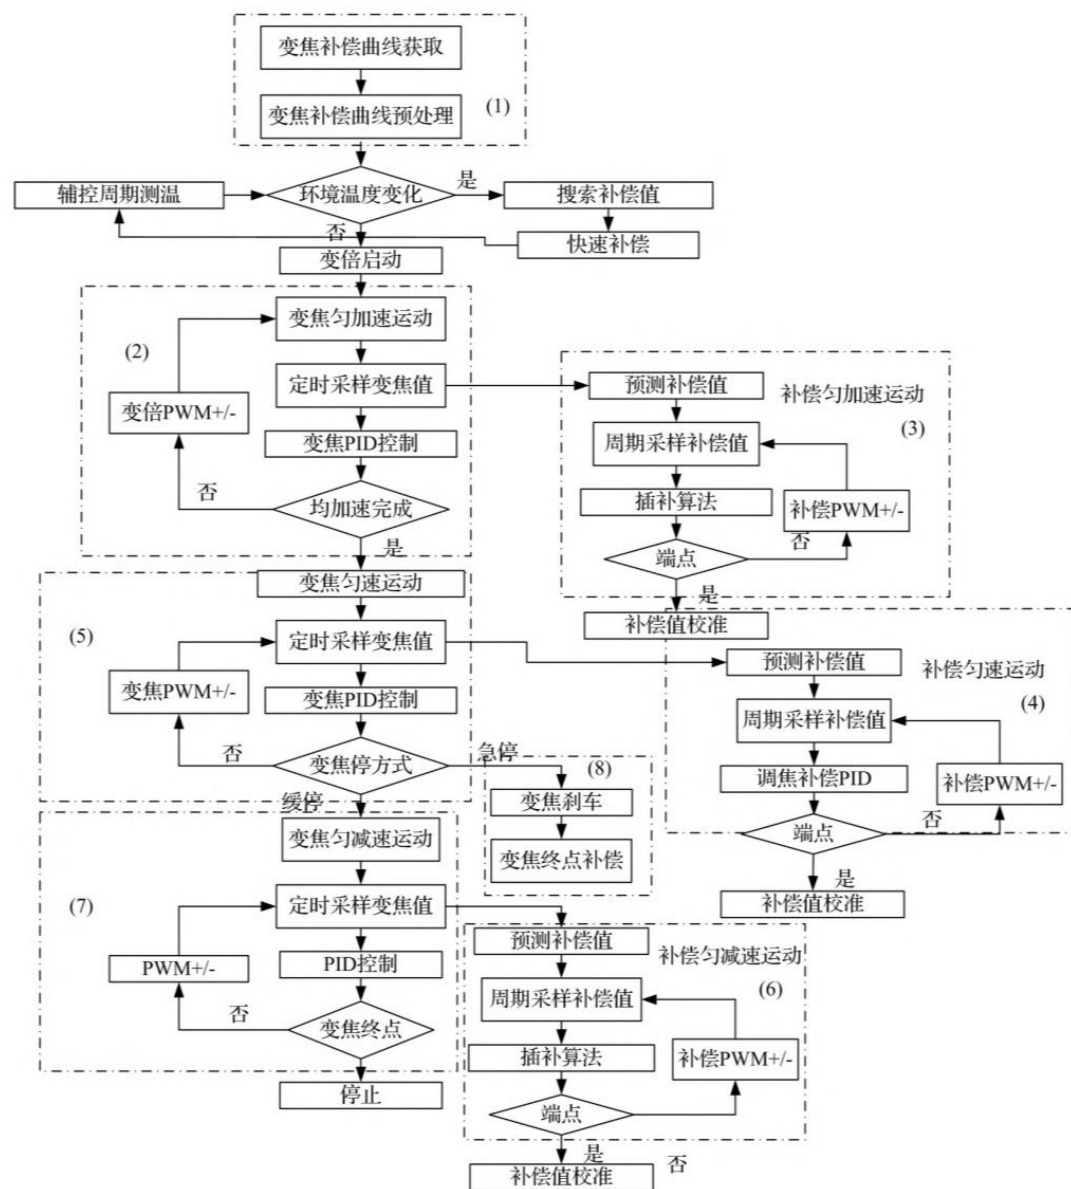 变焦补偿曲线获取
变焦补偿曲线预处理
(1)
辅控周期测温
环境温度变化
是
搜索补偿值
否
快速补偿
变倍启动
变焦匀加速运动
(2)
定时采样变焦值
变倍PWM+/-
变焦PID控制
否
均加速完成
是
预测补偿值
补偿匀加速运动
(3)
周期采样补偿值
插补算法
补偿PWM+/-
端点
否
是
补偿值校准
变焦匀速运动
(5)
定时采样变焦值
变焦PWM+/-
变焦PID控制
否
变焦停方式
急停
缓停
预测补偿值
补偿匀速运动
(4)
周期采样补偿值
调焦补偿PID
补偿PWM+/-
端点
否
是
补偿值校准
(8)
变焦刹车
变焦终点补偿
变焦匀减速运动
(7)
定时采样变焦值
PWM+/-
PID控制
否
变焦终点
停止
预测补偿值
补偿匀减速运动
(6)
周期采样补偿值
插补算法
补偿PWM+/-
端点
是
否
补偿值校准